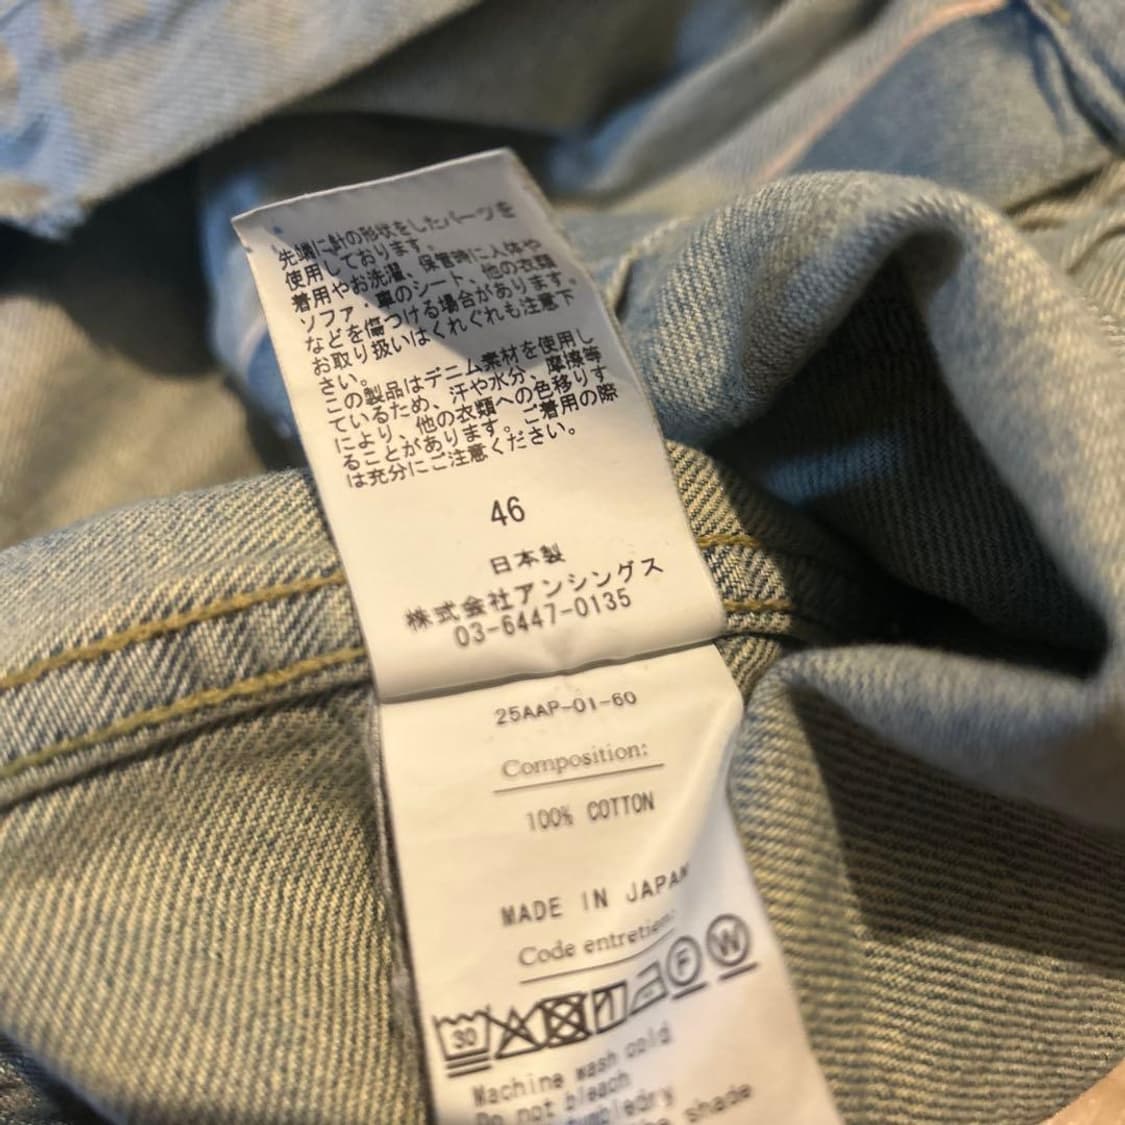 先端に針の形状をしたパーツを
使用しております。
着用やお洗濯、保管時に人体や
ソファ・車のシート、他の衣類
などを傷つける場合があります。
お取り扱いはくれぐれも注意下
さい。
この製品はデニム素材を使用し
ているため、汗や水分、摩擦等
により、他の衣類への色移りす
ることがあります。ご着用の際
は充分にご注意ください。
46
日本製
株式会社アンシングス
03-6447-0135
25AAP-01-60
Composition:
100% COTTON
MADE IN JAPAN
Code entretien:
30 F W
Machine wash cold
Do not bleach
tumbledry
shade